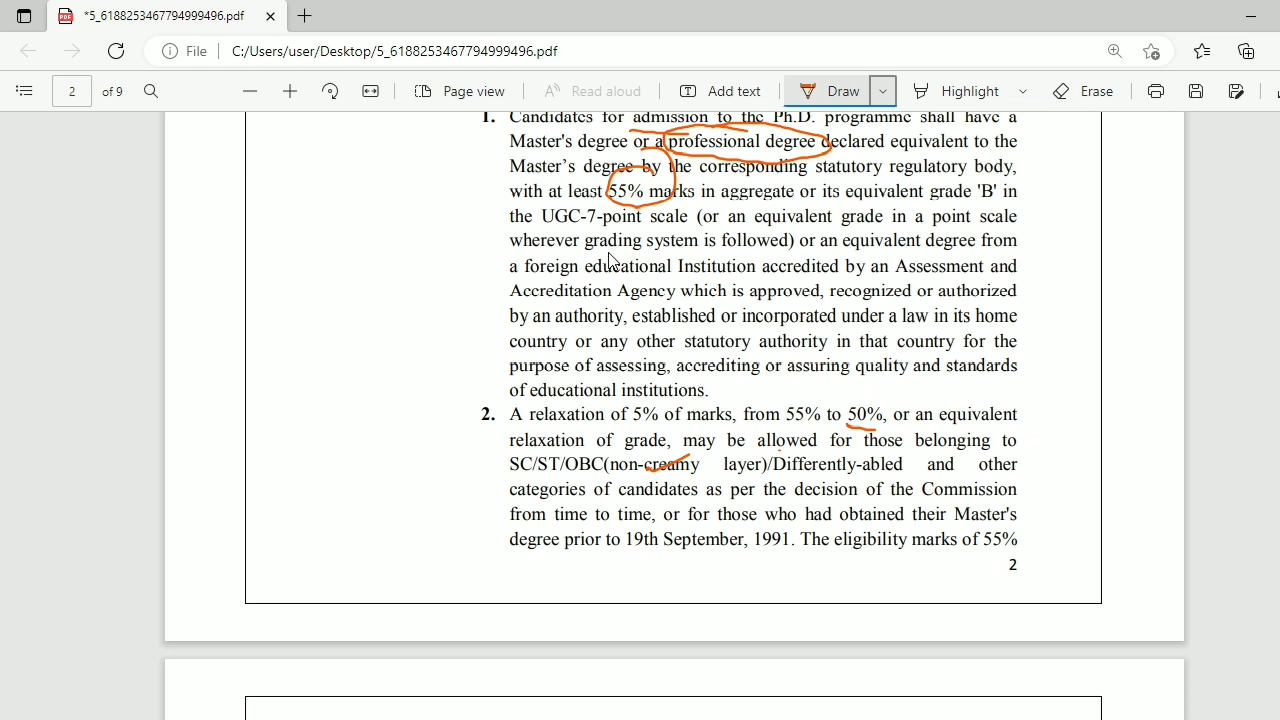 *5_6188253467794999496.pdf
File
C:/Users/user/Desktop/5_6188253467794999496.pdf
2 of 9
Page view
Read aloud
Add text
Draw
Highlight
Erase
1. Candidates for admission to the Ph.D. programme shall have a
Master's degree or a professional degree declared equivalent to the
Master’s degree by the corresponding statutory regulatory body,
with at least 55% marks in aggregate or its equivalent grade 'B' in
the UGC-7-point scale (or an equivalent grade in a point scale
wherever grading system is followed) or an equivalent degree from
a foreign educational Institution accredited by an Assessment and
Accreditation Agency which is approved, recognized or authorized
by an authority, established or incorporated under a law in its home
country or any other statutory authority in that country for the
purpose of assessing, accrediting or assuring quality and standards
of educational institutions.
2. A relaxation of 5% of marks, from 55% to 50%, or an equivalent
relaxation of grade, may be allowed for those belonging to
SC/ST/OBC(non-creamy layer)/Differently-abled and other
categories of candidates as per the decision of the Commission
from time to time, or for those who had obtained their Master's
degree prior to 19th September, 1991. The eligibility marks of 55%
2